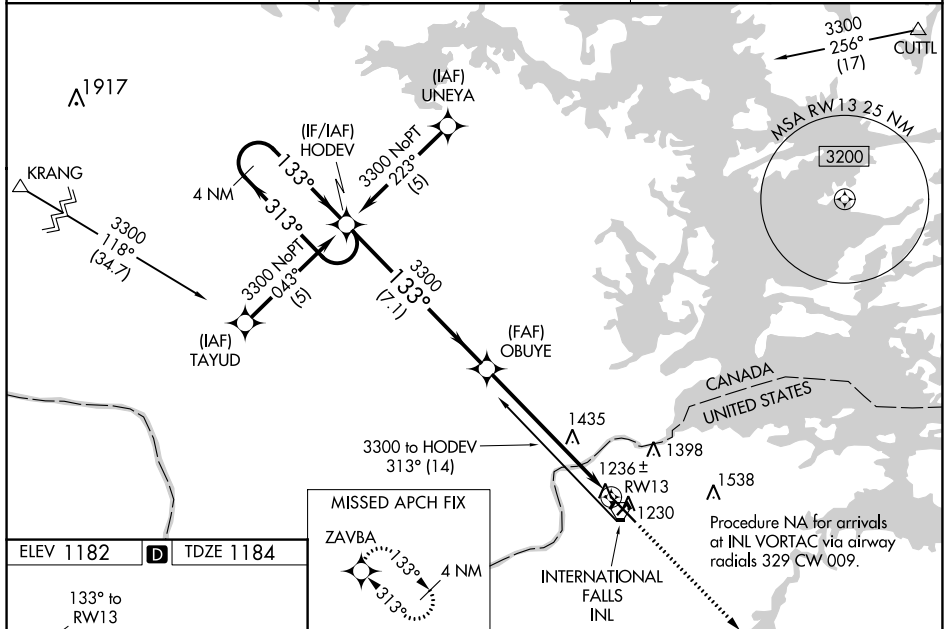 3300
256°
(17)
CUTTL
1917
(IAF)
UNEYA
MSA RW13 25 NM
3200
(IF/IAF)
HODEV
3300 NoPT
223°
(5)
133°
4 NM
313°
KRANG
3300
118°
(34.7)
3300 NoPT
043°
(5)
3300
133°
(7.1)
(IAF)
TAYUD
(FAF)
OBUYE
CANADA
UNITED STATES
1435
3300 to HODEV
313° (14)
1398
1236 ±
RW13
1538
1230
MISSED APCH FIX
ZAVBA
133°
313°
4 NM
Procedure NA for arrivals
at INL VORTAC via airway
radials 329 CW 009.
INTERNATIONAL
FALLS
INL
ELEV 1182 D TDZE 1184
133° to
RW13